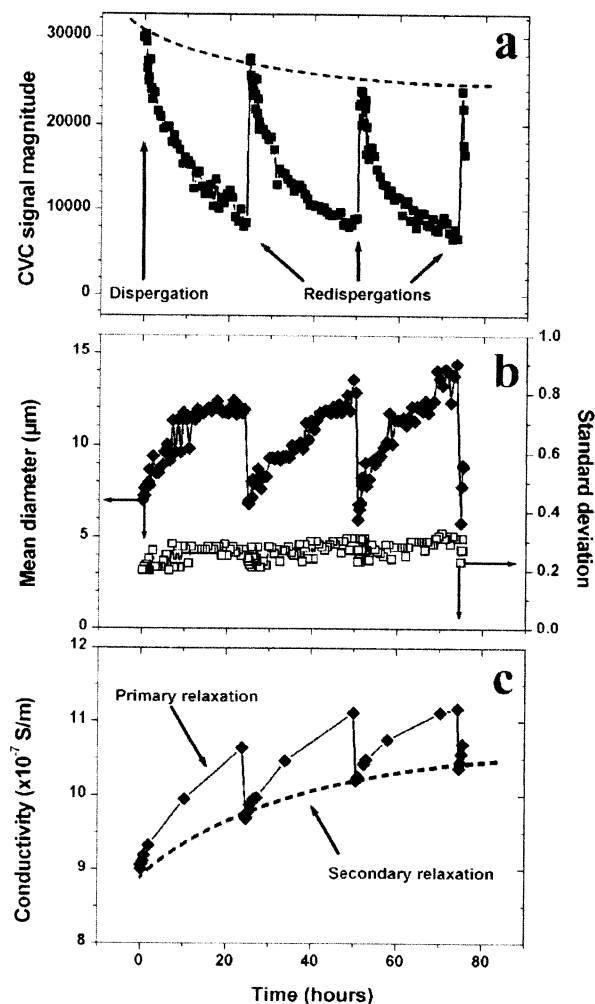 a
30000
20000
10000
0
CVC signal magnitude
Dispergation
Redispergations
b
15
10
5
0
Mean diameter (μm)
1.0
0.8
0.6
0.4
0.2
0.0
Standard deviation
c
12
11
10
9
8
Conductivity (x10⁻⁷ S/m)
Primary relaxation
Secondary relaxation
0 20 40 60 80
Time (hours)